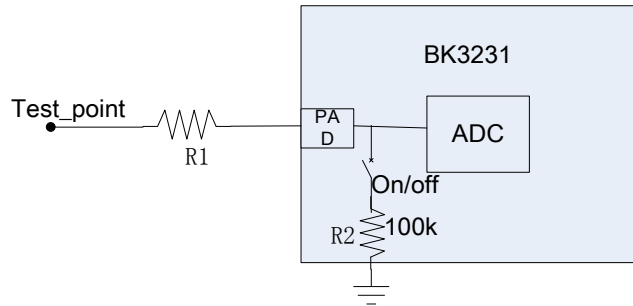 BK3231
Test_point
R1
PA
D
ADC
On/off
R2
100k